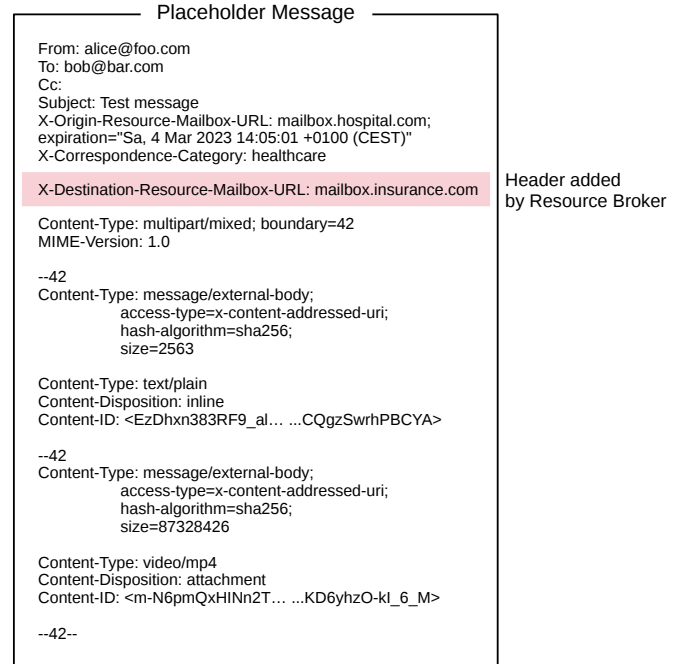 Placeholder Message
From: alice@foo.com
To: bob@bar.com
Cc:
Subject: Test message
X-Origin-Resource-Mailbox-URL: mailbox.hospital.com;
expiration="Sa, 4 Mar 2023 14:05:01 +0100 (CEST)"
X-Correspondence-Category: healthcare
X-Destination-Resource-Mailbox-URL: mailbox.insurance.com
Header added
by Resource Broker
Content-Type: multipart/mixed; boundary=42
MIME-Version: 1.0
--42
Content-Type: message/external-body;
access-type=x-content-addressed-uri;
hash-algorithm=sha256;
size=2563
Content-Type: text/plain
Content-Disposition: inline
Content-ID: <EzDhxn383RF9_al… ...CQgzSwrhPBCYA>
--42
Content-Type: message/external-body;
access-type=x-content-addressed-uri;
hash-algorithm=sha256;
size=87328426
Content-Type: video/mp4
Content-Disposition: attachment
Content-ID: <m-N6pmQxHINn2T… ...KD6yhzO-kI_6_M>
--42--